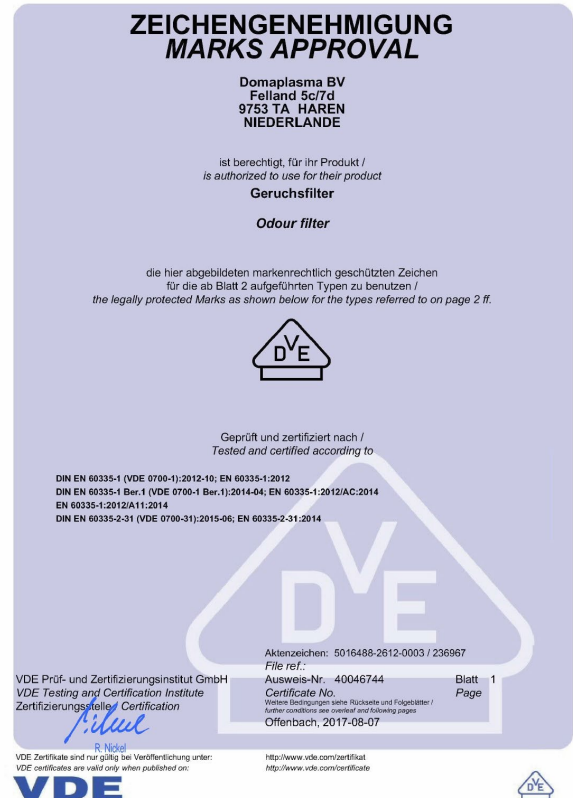 ZEICHENGENEHMIGUNG
MARKS APPROVAL
Domaplasma BV
Felland 5c/7d
9753 TA HAREN
NIEDERLANDE
ist berechtigt, für ihr Produkt /
is authorized to use for their product
Geruchsfilter
Odour filter
die hier abgebildeten markenrechtlich geschützten Zeichen
für die ab Blatt 2 aufgeführten Typen zu benutzen /
the legally protected Marks as shown below for the types referred to on page 2 ff.
DVE
Geprüft und zertifiziert nach /
Tested and certified according to
DIN EN 60335-1 (VDE 0700-1):2012-10; EN 60335-1:2012
DIN EN 60335-1 Ber.1 (VDE 0700-1 Ber.1):2014-04; EN 60335-1:2012/AC:2014
EN 60335-1:2012/A11:2014
DIN EN 60335-2-31 (VDE 0700-31):2015-06; EN 60335-2-31:2014
DVE
VDE Prüf- und Zertifizierungsinstitut GmbH
VDE Testing and Certification Institute
Zertifizierungsstelle / Certification
R. Nickel
Aktenzeichen: 5016488-2612-0003 / 236967
File ref.:
Ausweis-Nr. 40046744 Blatt 1
Certificate No. Page
Weitere Bedingungen siehe Rückseite und Folgeblätter /
further conditions see overleaf and following pages
Offenbach, 2017-08-07
VDE Zertifikate sind nur gültig bei Veröffentlichung unter: http://www.vde.com/zertifikat
VDE certificates are valid only when published on: http://www.vde.com/certificate
VDE
DVE